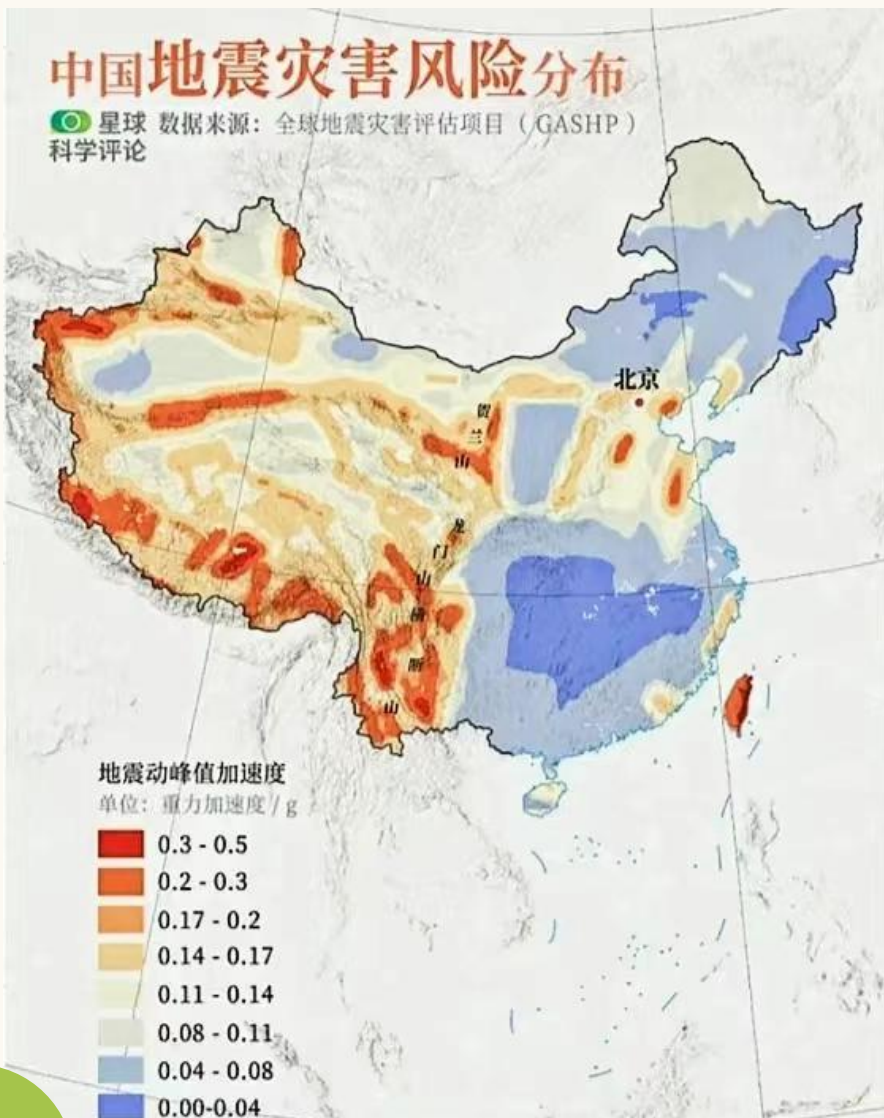 中国地震灾害风险分布
星球 数据来源：全球地震灾害评估项目（GASHP）
科学评论
北京
贺
兰
山
龙
门
山
横
断
山
地震动峰值加速度
单位：重力加速度/g
0.3 - 0.5
0.2 - 0.3
0.17 - 0.2
0.14 - 0.17
0.11 - 0.14
0.08 - 0.11
0.04 - 0.08
0.00-0.04